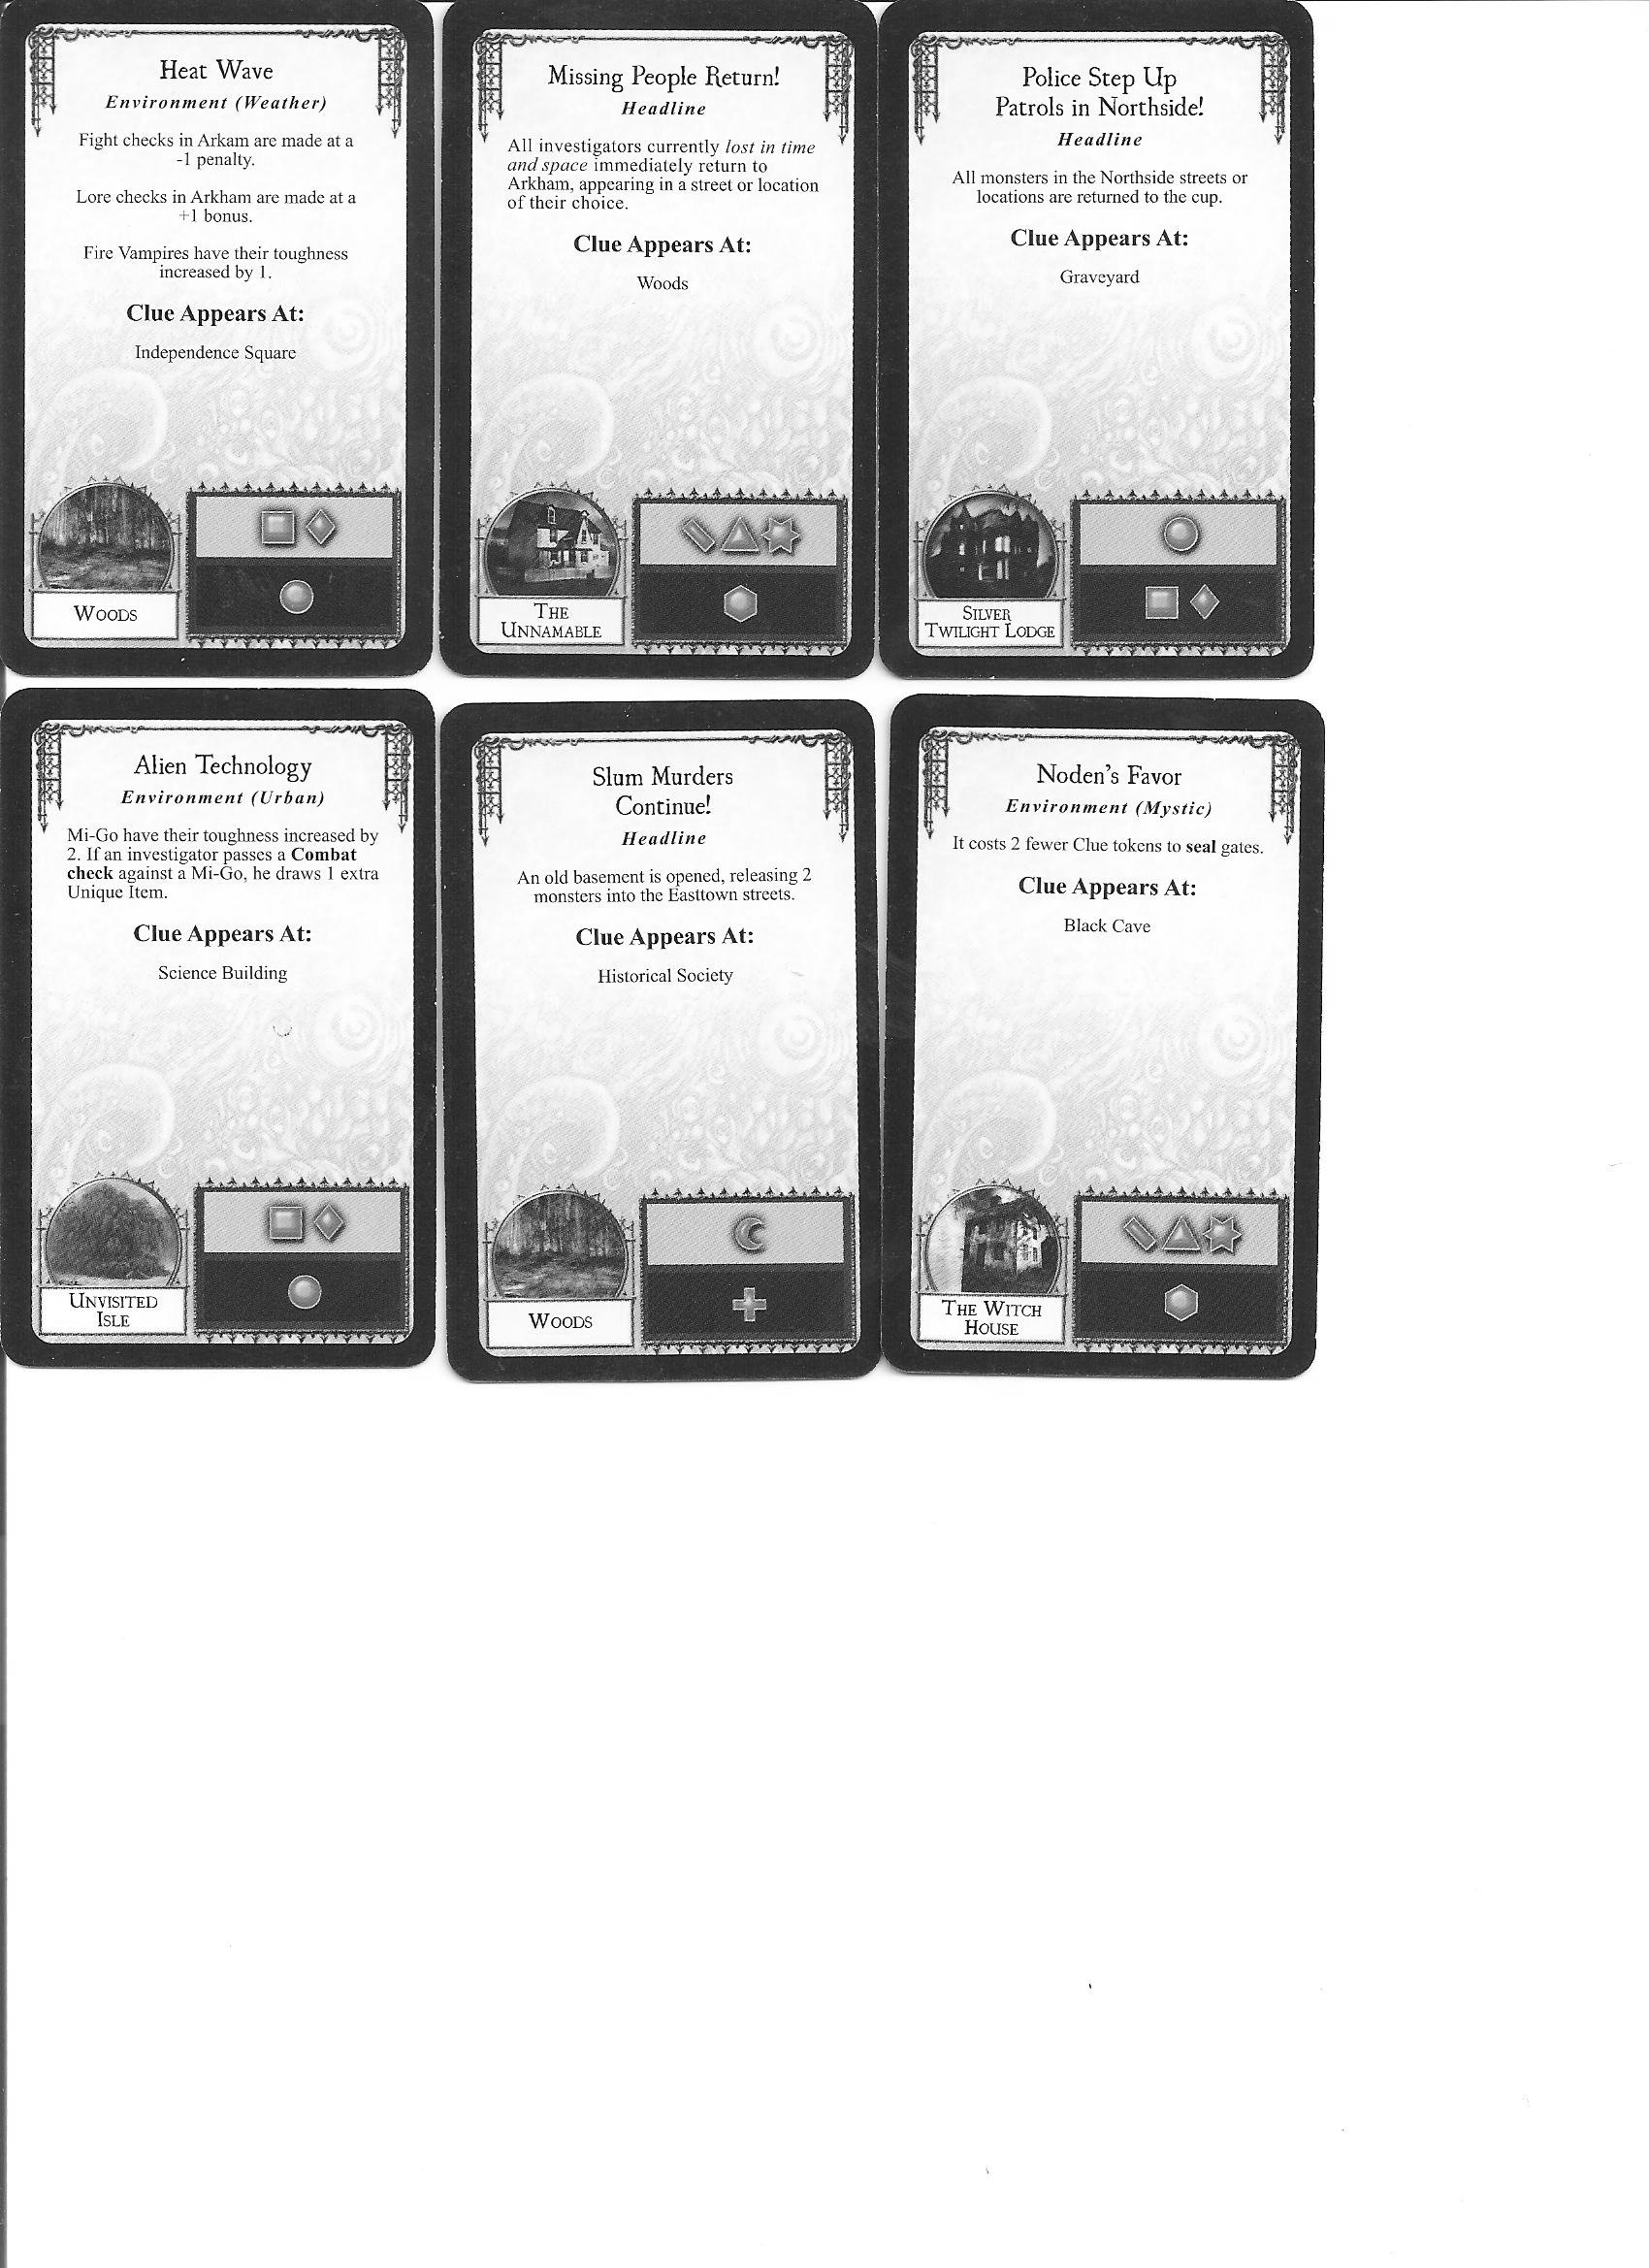 Heat Wave
Environment (Weather)
Fight checks in Arkam are made at a
-1 penalty.
Lore checks in Arkham are made at a
+1 bonus.
Fire Vampires have their toughness
increased by 1.
Clue Appears At:
Independence Square
Woods
Missing People Return!
Headline
All investigators currently lost in time
and space immediately return to
Arkham, appearing in a street or location
of their choice.
Clue Appears At:
Woods
The
Unnamable
Police Step Up
Patrols in Northside!
Headline
All monsters in the Northside streets or
locations are returned to the cup.
Clue Appears At:
Graveyard
Silver
Twilight Lodge
Alien Technology
Environment (Urban)
Mi-Go have their toughness increased by
2. If an investigator passes a Combat
check against a Mi-Go, he draws 1 extra
Unique Item.
Clue Appears At:
Science Building
Unvisited
Isle
Slum Murders
Continue!
Headline
An old basement is opened, releasing 2
monsters into the Easttown streets.
Clue Appears At:
Historical Society
Woods
Noden's Favor
Environment (Mystic)
It costs 2 fewer Clue tokens to seal gates.
Clue Appears At:
Black Cave
The Witch
House